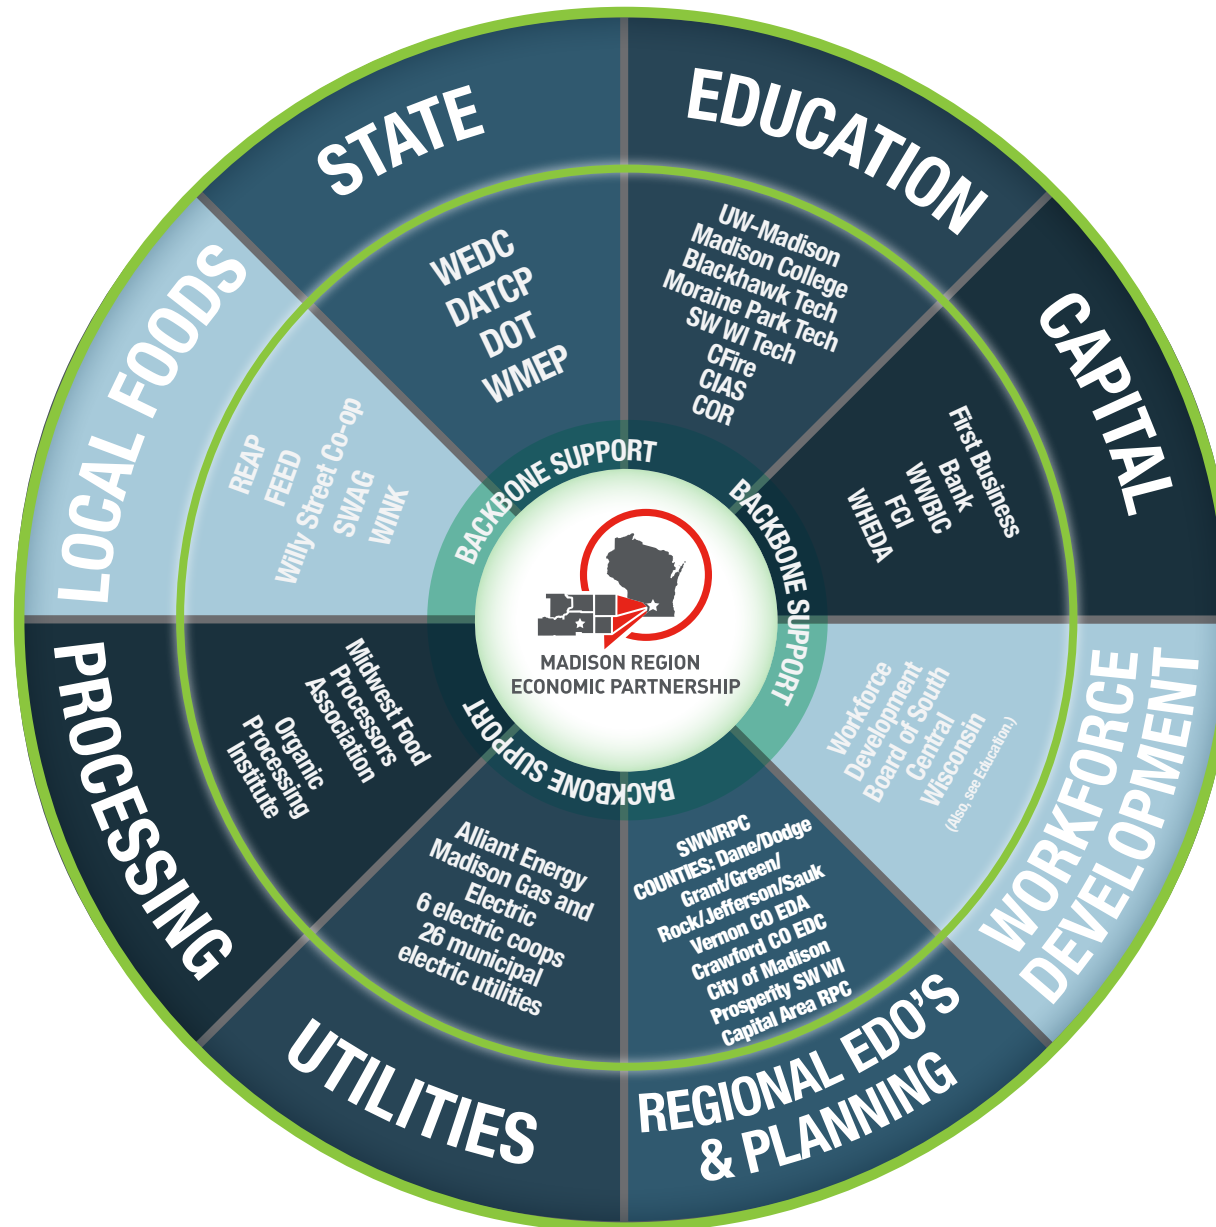 STATE
WEDC
DATCP
DOT
WMEP
EDUCATION
UW-Madison
Madison College
Blackhawk Tech
Moraine Park Tech
SW WI Tech
CFire
CIAS
COR
CAPITAL
First Business
Bank
WWBIC
FCI
WHEDA
WORKFORCE
DEVELOPMENT
Workforce
Development
Board of South
Central
Wisconsin
(Also, see Education.)
REGIONAL EDO'S
& PLANNING
SWWRPC
COUNTIES: Dane/Dodge
Grant/Green/
Rock/Jefferson/Sauk
Vernon CO EDA
Crawford CO EDC
City of Madison
Prosperity SW WI
Capital Area RPC
UTILITIES
Alliant Energy
Madison Gas and
Electric
6 electric coops
26 municipal
electric utilities
PROCESSING
Midwest Food
Processors
Association
Organic
Processing
Institute
LOCAL FOODS
REAP
FEED
Willy Street Co-op
SWAG
WINK
BACKBONE SUPPORT
BACKBONE SUPPORT
BACKBONE SUPPORT
MADISON REGION
ECONOMIC PARTNERSHIP